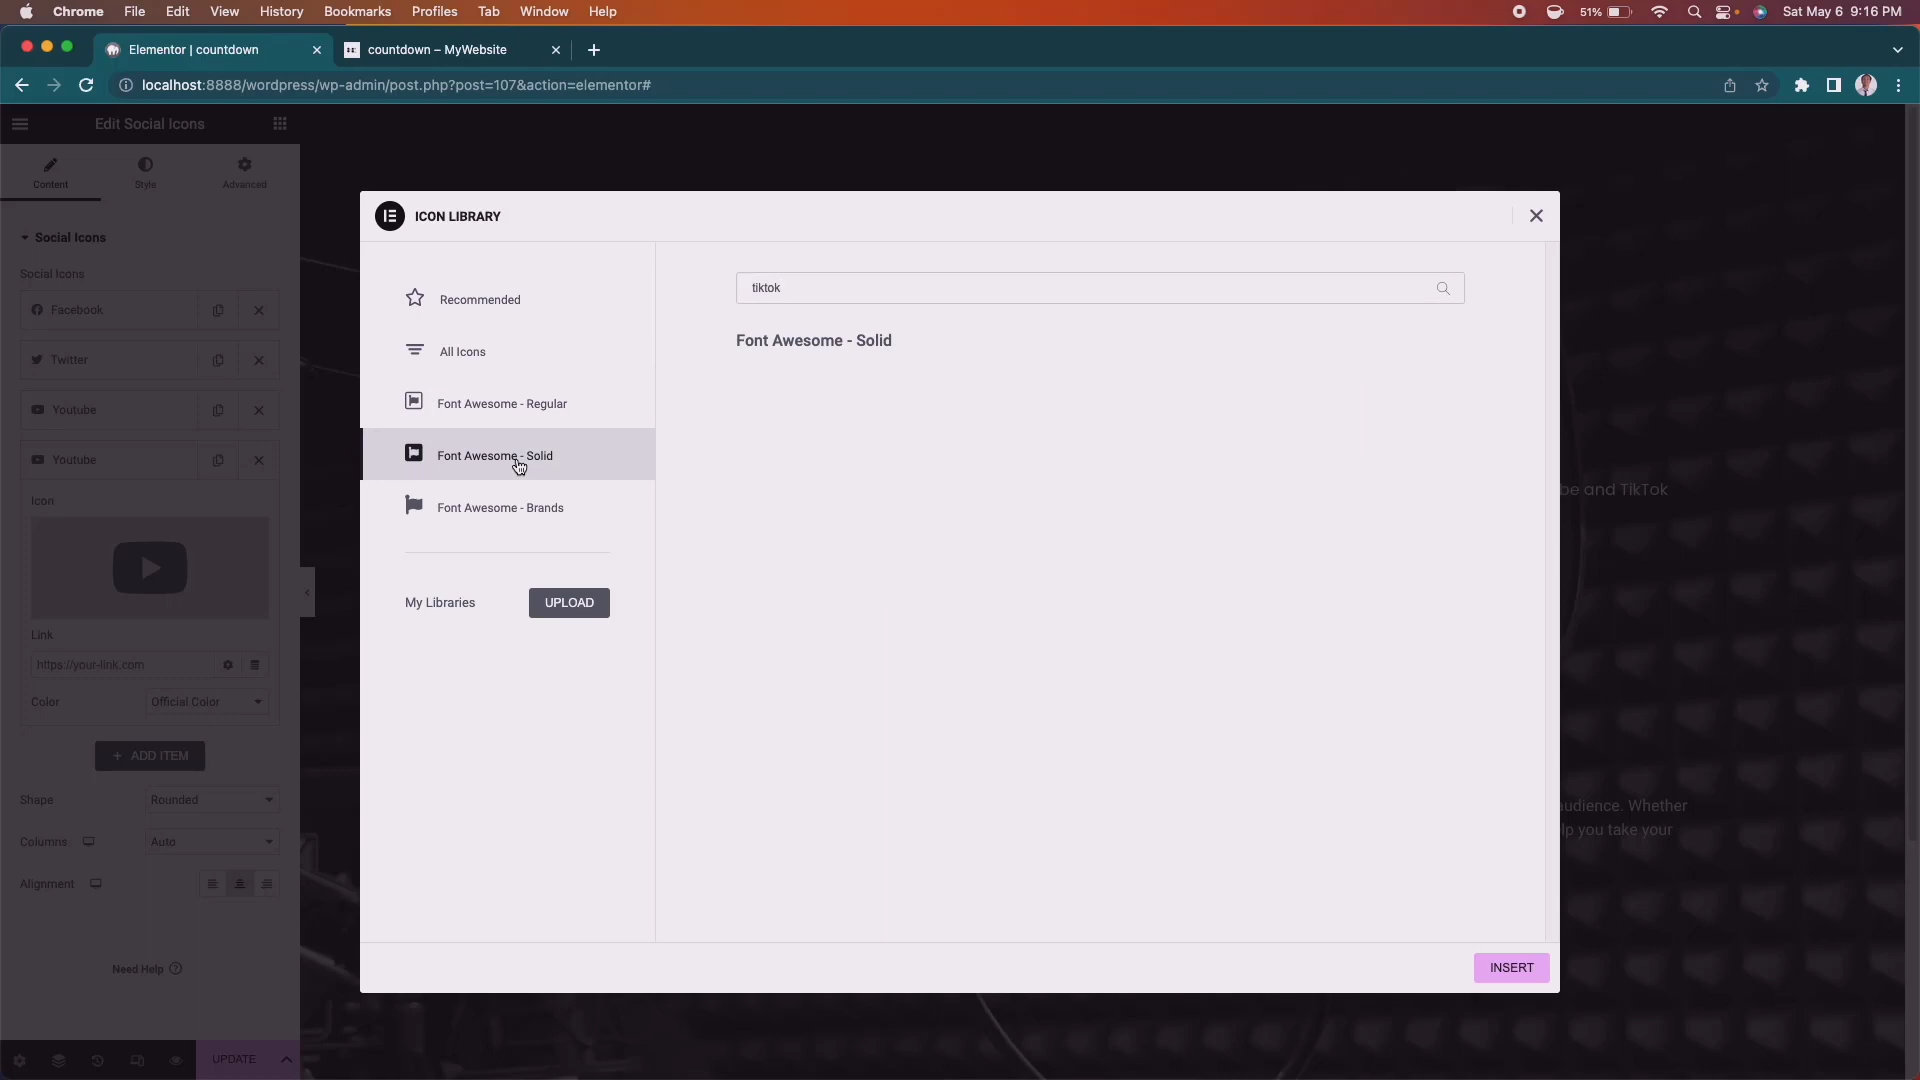 Chrome File Edit View History Bookmarks Profiles Tab Window Help 51% Sat May 6 9:16 PM
Elementor | countdown
countdown – MyWebsite
localhost:8888/wordpress/wp-admin/post.php?post=107&action=elementor#
Edit Social Icons
Content Style Advanced
Social Icons
Social Icons
Facebook
Twitter
Youtube
Youtube
Icon
Link
https://your-link.com
Color Official Color
+ ADD ITEM
Shape Rounded
Columns Auto
Alignment
Need Help ?
UPDATE
ICON LIBRARY
Recommended
All Icons
Font Awesome - Regular
Font Awesome - Solid
Font Awesome - Brands
My Libraries UPLOAD
tiktok
Font Awesome - Solid
INSERT
be and TikTok
udience. Whether
lp you take your